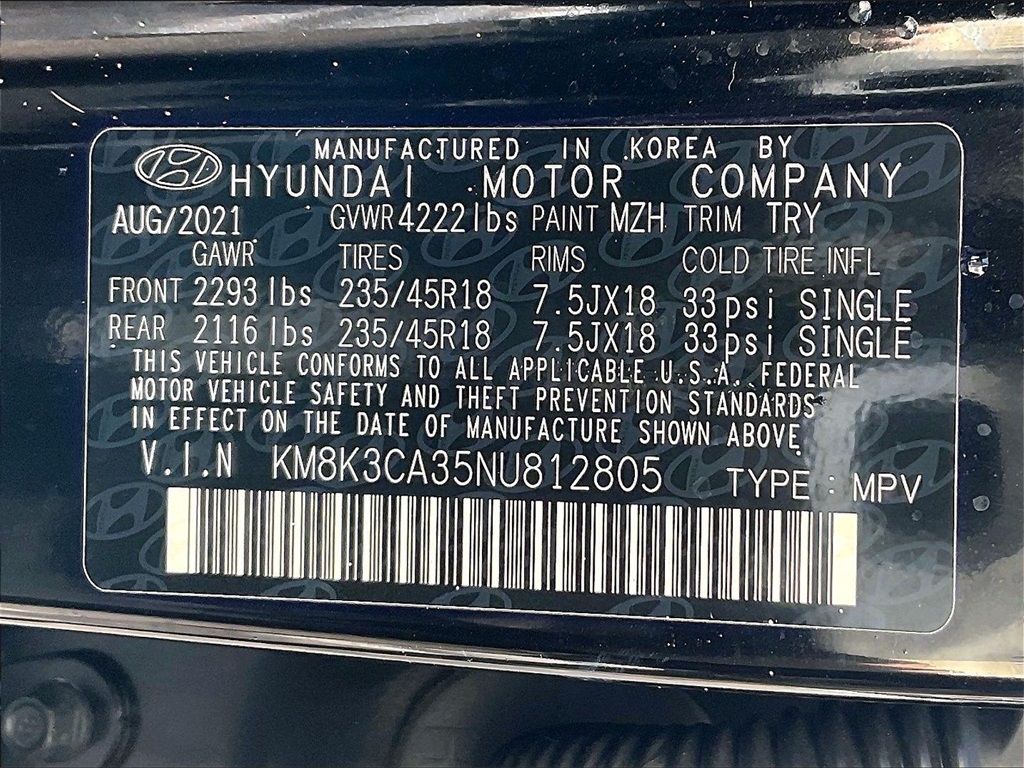 MANUFACTURED IN KOREA BY
HYUNDAI MOTOR COMPANY
AUG/2021 GVWR 4222 lbs PAINT MZH TRIM TRY
GAWR TIRES RIMS COLD TIRE INFL
FRONT 2293 lbs 235/45R18 7.5JX18 33psi SINGLE
REAR 2116 lbs 235/45R18 7.5JX18 33psi SINGLE
THIS VEHICLE CONFORMS TO ALL APPLICABLE U.S.A. FEDERAL
MOTOR VEHICLE SAFETY AND THEFT PREVENTION STANDARDS
IN EFFECT ON THE DATE OF MANUFACTURE SHOWN ABOVE.
V.I.N KM8K3CA35NU812805 TYPE : MPV